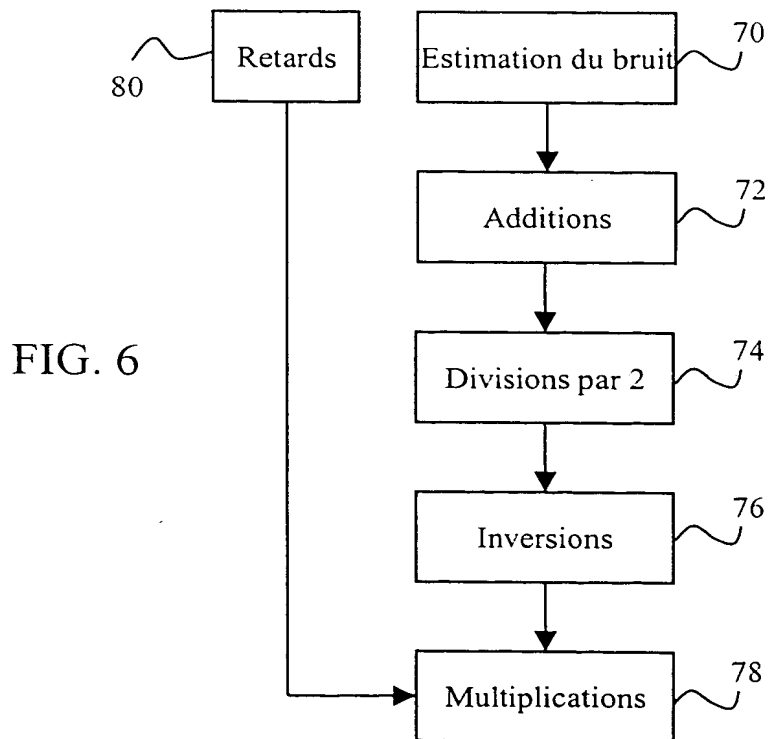 Retards
80
Estimation du bruit
70
Additions
72
FIG. 6
Divisions par 2
74
Inversions
76
Multiplications
78